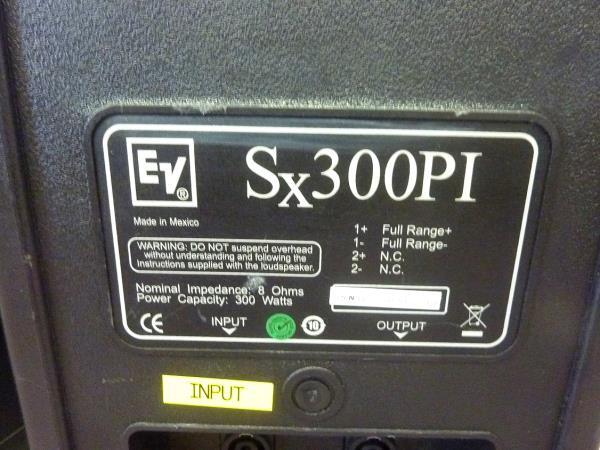 EV®
Sx300PI
Made in Mexico
1+ Full Range+
1- Full Range-
2+ N.C.
2- N.C.
WARNING: DO NOT suspend overhead
without understanding and following the
instructions supplied with the loudspeaker.
Nominal Impedance: 8 Ohms
Power Capacity: 300 Watts
CE
INPUT
10
OUTPUT
INPUT